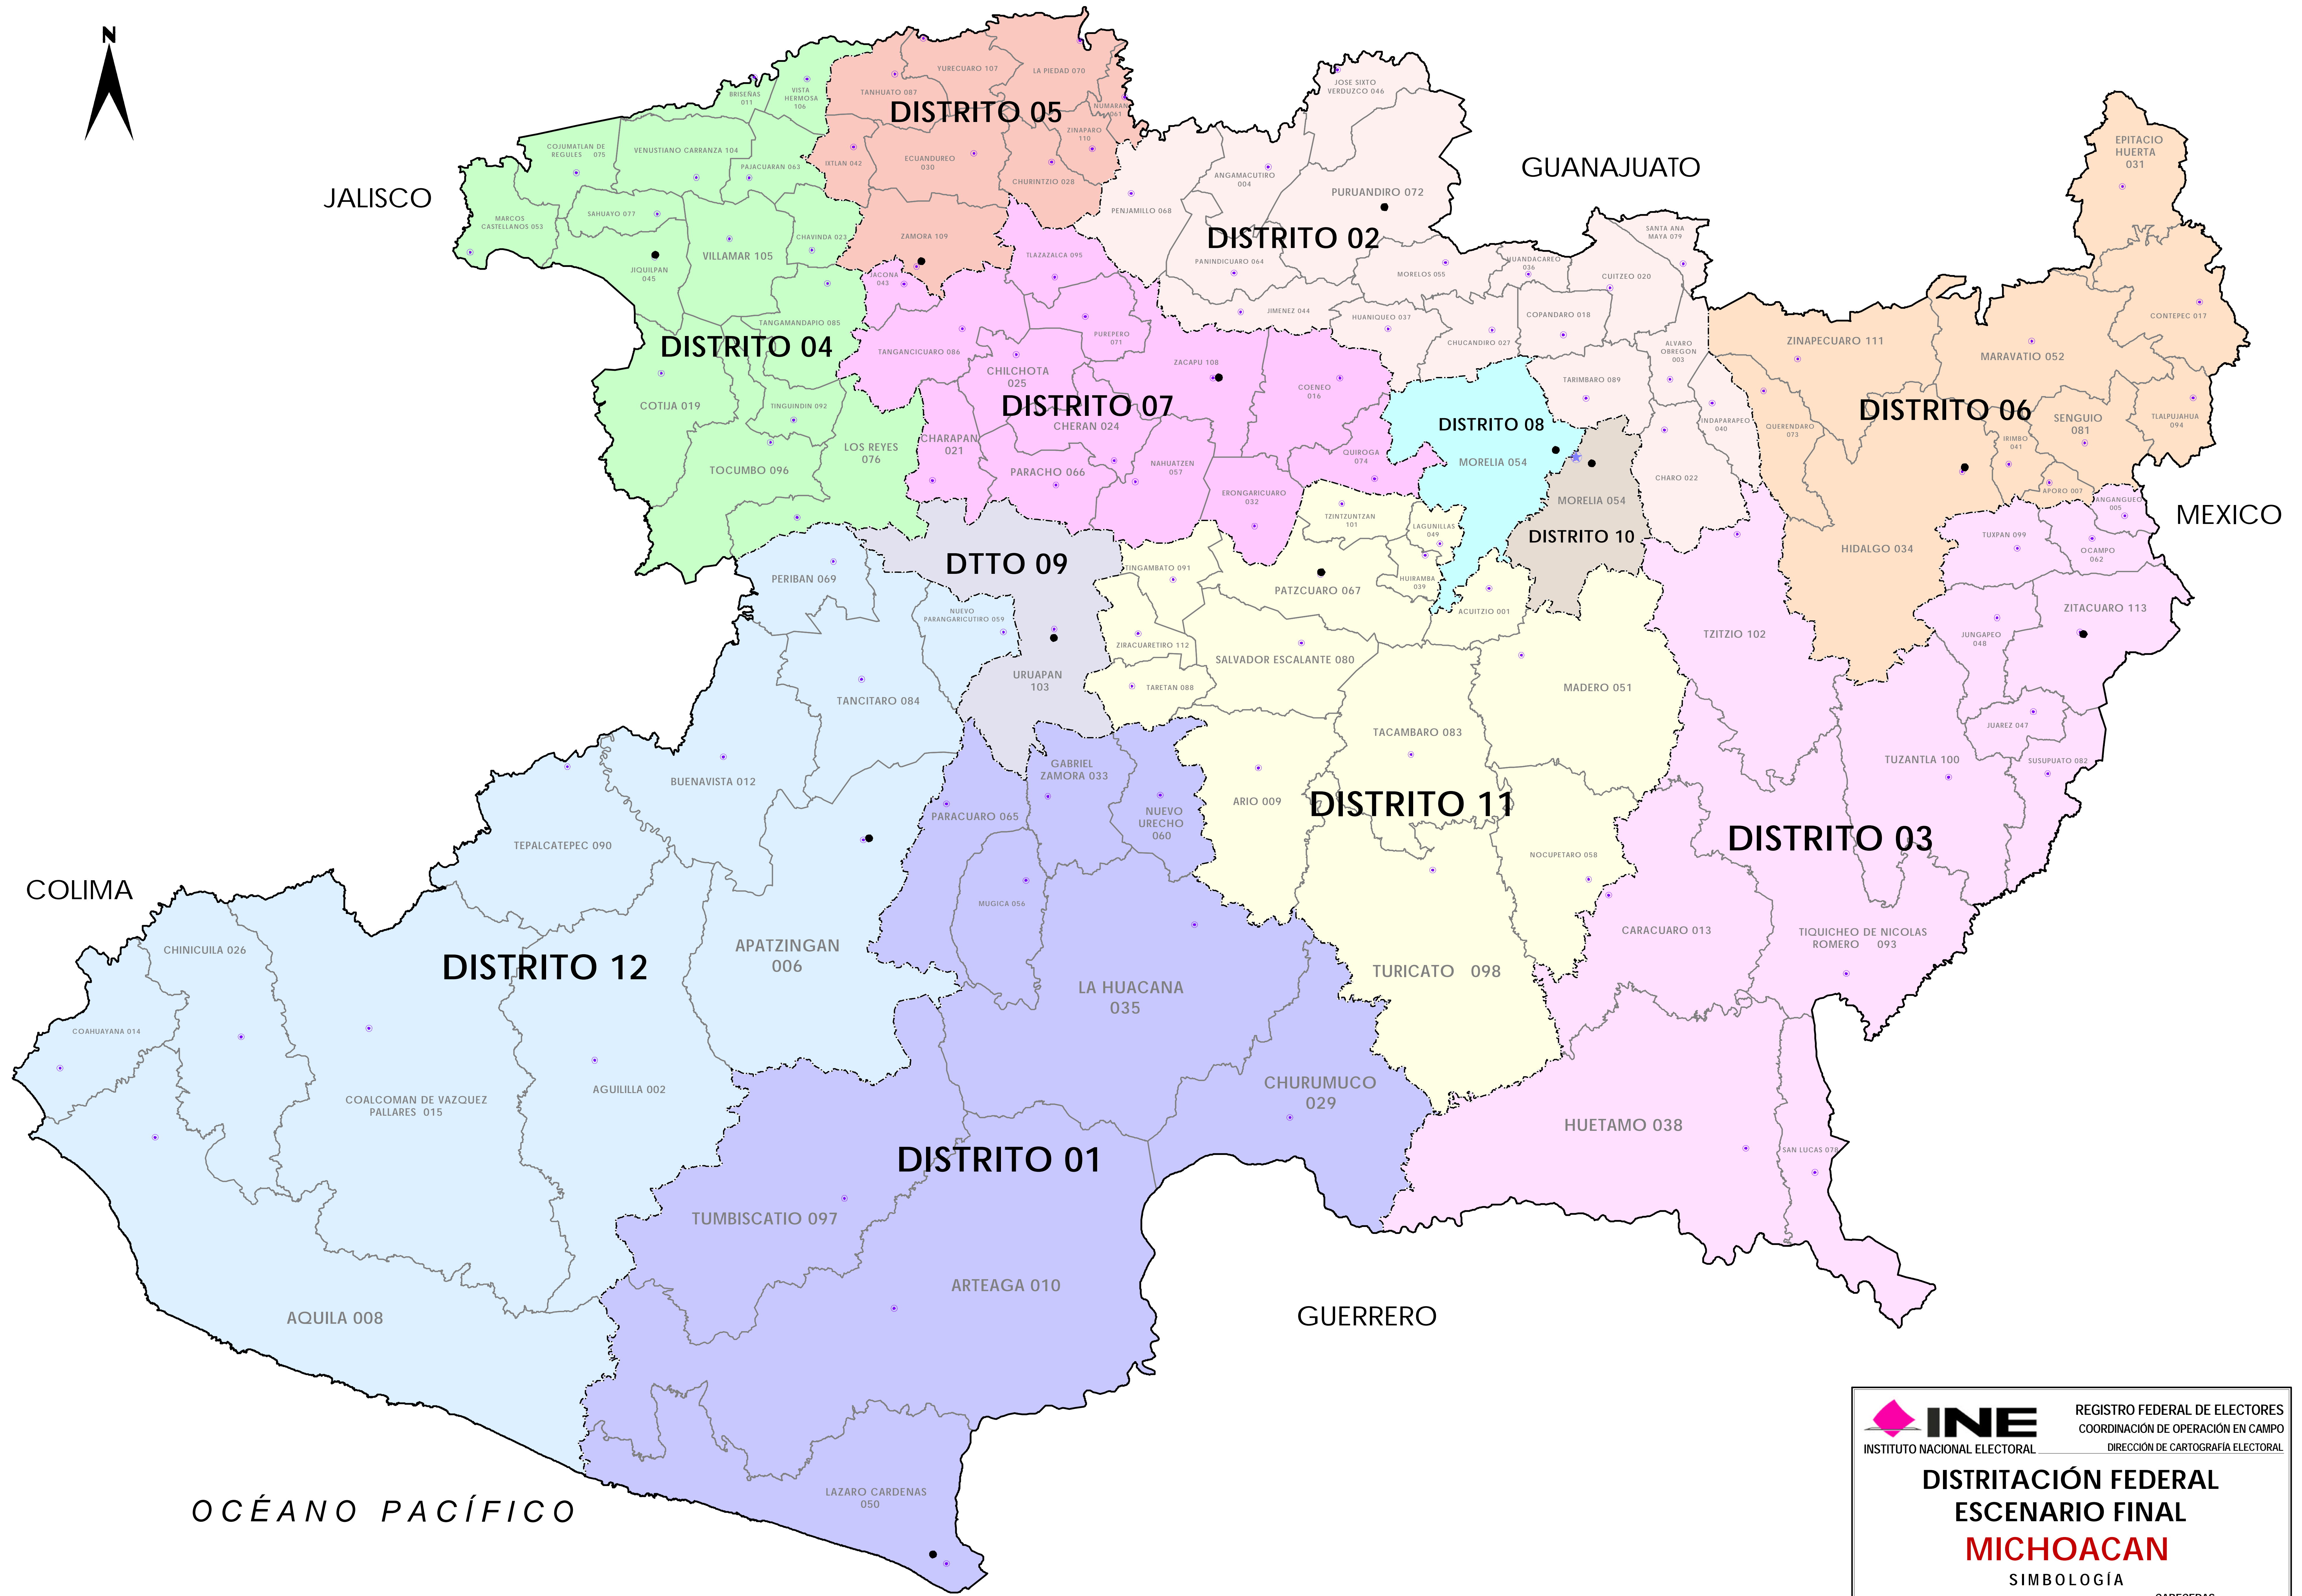 N
YURECUARO 107
LA PIEDAD 070
JOSE SIXTO
VERDUZCO 046
TANHUATO 087
BRISEÑAS
011
VISTA
HERMOSA
106
DISTRITO 05
ZINAPARO
110
EPITACIO
HUERTA
031
COJUMATLAN DE
REGULES 075
VENUSTIANO CARRANZA 104
PAJACUARAN 063
IXTLAN 042
ECUANDUREO
030
CHURINTZIO 028
ANGAMACUTIRO
004
GUANAJUATO
JALISCO
PURUANDIRO 072
PENJAMILLO 068
MARCOS
CASTELLANOS 053
SAHUAYO 077
CHAVINDA 023
ZAMORA 109
DISTRITO 02
SANTA ANA
MAYA 079
VILLAMAR 105
TLAZAZALCA 095
PANINDICUARO 064
MORELOS 055
HUANDACAREO
036
CUITZEO 020
JIQUILPAN
045
JACONA
043
JIMENEZ 044
HUANIQUEO 037
COPANDARO 018
CONTEPEC 017
TANGAMANDAPIO 085
PUREPERO
071
CHUCANDIRO 027
ALVARO
OBREGON
003
ZINAPECUARO 111
MARAVATIO 052
DISTRITO 04
TANGANCICUARO 086
ZACAPU 108
CHILCHOTA
025
COENEO
016
TARIMBARO 089
COTIJA 019
TINGUINDIN 092
DISTRITO 07
CHERAN 024
DISTRITO 08
INDAPARAPEO
040
QUERENDARO
073
DISTRITO 06
SENGUIO
081
TLALPUJAHUA
094
IRIMBO
041
LOS REYES
076
CHARAPAN
021
QUIROGA
074
MORELIA 054
TOCUMBO 096
PARACHO 066
NAHUATZEN
057
CHARO 022
APORO 007
ERONGARICUARO
032
MORELIA 054
ANGANGUEO
005
MEXICO
TZINTZUNTZAN
101
LAGUNILLAS
049
DISTRITO 10
HIDALGO 034
TUXPAN 099
OCAMPO
062
DTTO 09
TINGAMBATO 091
PERIBAN 069
PATZCUARO 067
HUIRAMBA
039
NUEVO
PARANGARICUTIRO 059
ACUITZIO 001
ZITACUARO 113
TZITZIO 102
JUNGAPEO
048
ZIRACUARETIRO 112
SALVADOR ESCALANTE 080
URUAPAN
103
TARETAN 088
MADERO 051
TANCITARO 084
TACAMBARO 083
JUAREZ 047
TUZANTLA 100
SUSUPUATO 082
GABRIEL
ZAMORA 033
BUENAVISTA 012
ARIO 009
DISTRITO 11
PARACUARO 065
NUEVO
URECHO
060
DISTRITO 03
TEPALCATEPEC 090
NOCUPETARO 058
COLIMA
MUGICA 056
CARACUARO 013
TIQUICHEO DE NICOLAS
ROMERO 093
CHINICUILA 026
APATZINGAN
006
DISTRITO 12
TURICATO 098
LA HUACANA
035
COAHUAYANA 014
CHURUMUCO
029
COALCOMAN DE VAZQUEZ
PALLARES 015
AGUILILLA 002
HUETAMO 038
SAN LUCAS 078
DISTRITO 01
TUMBISCATIO 097
ARTEAGA 010
AQUILA 008
GUERRERO
LAZARO CARDENAS
050
OCÉANO PACÍFICO
INE
INSTITUTO NACIONAL ELECTORAL
REGISTRO FEDERAL DE ELECTORES
COORDINACIÓN DE OPERACIÓN EN CAMPO
DIRECCIÓN DE CARTOGRAFÍA ELECTORAL
DISTRITACIÓN FEDERAL
ESCENARIO FINAL
MICHOACAN
SIMBOLOGÍA